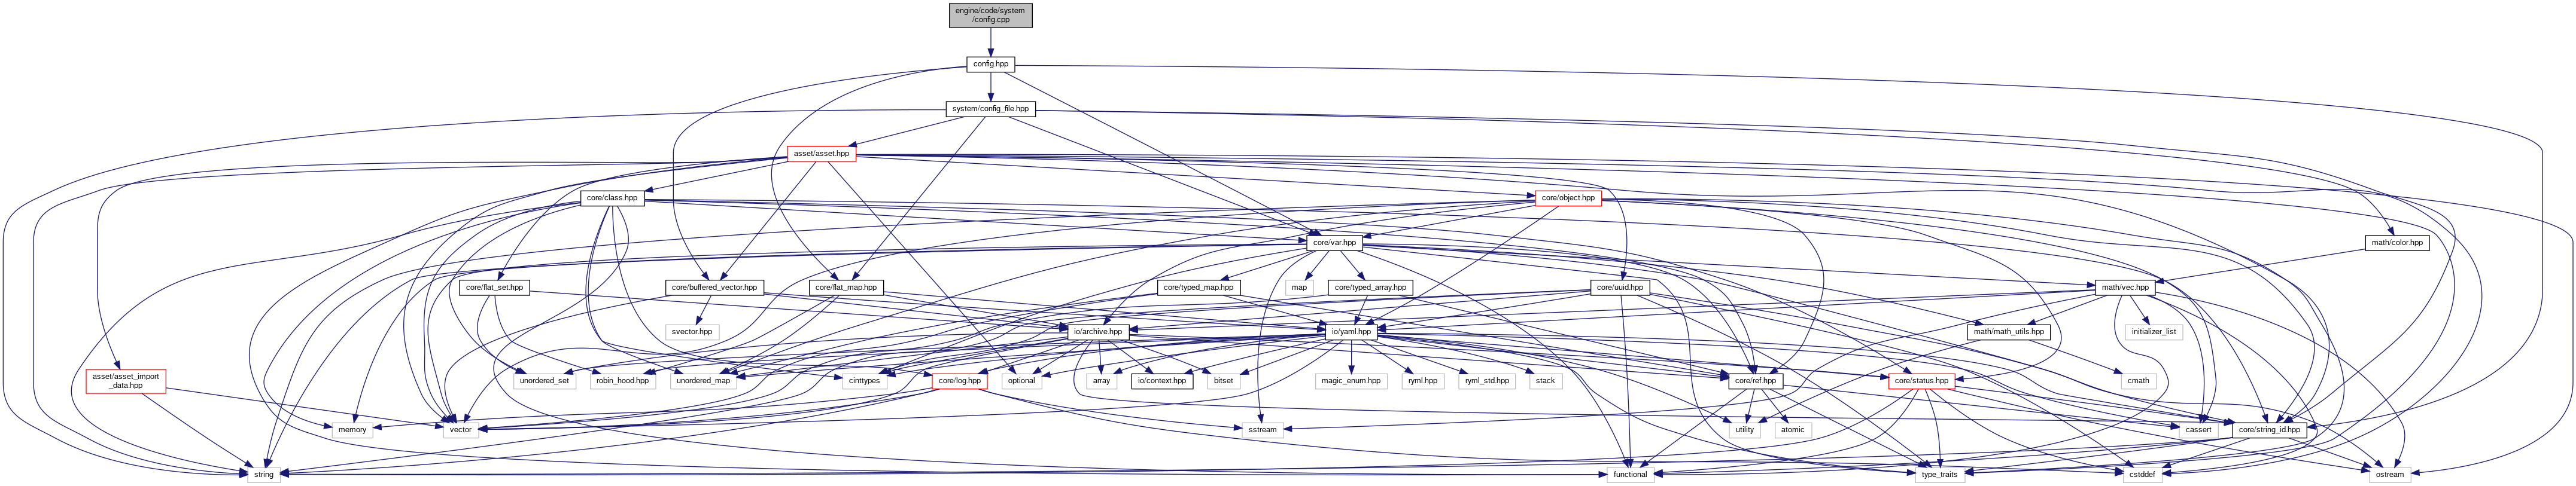 engine/code/system
/config.cpp
config.hpp
system/config_file.hpp
asset/asset.hpp
core/class.hpp
core/object.hpp
core/var.hpp
math/color.hpp
core/flat_set.hpp
core/buffered_vector.hpp
core/flat_map.hpp
core/typed_map.hpp
map
core/typed_array.hpp
core/uuid.hpp
math/vec.hpp
svector.hpp
io/archive.hpp
io/yaml.hpp
math/math_utils.hpp
initializer_list
asset/asset_import
_data.hpp
unordered_set
robin_hood.hpp
unordered_map
cinttypes
core/log.hpp
optional
array
io/context.hpp
bitset
magic_enum.hpp
ryml.hpp
ryml_std.hpp
stack
core/ref.hpp
core/status.hpp
cmath
memory
vector
sstream
utility
atomic
cassert
core/string_id.hpp
string
functional
type_traits
cstddef
ostream